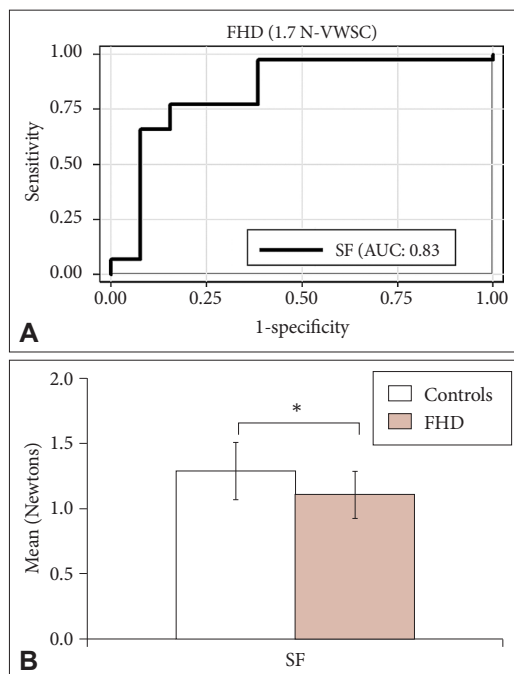 FHD (1.7 N-VWSC)
1.00
0.75
0.50
0.25
0.00
Sensitivity
SF (AUC: 0.83
0.00 0.25 0.50 0.75 1.00
1-specificity
A
2.0
1.5
1.0
0.5
0.0
Mean (Newtons)
*
Controls
FHD
SF
B